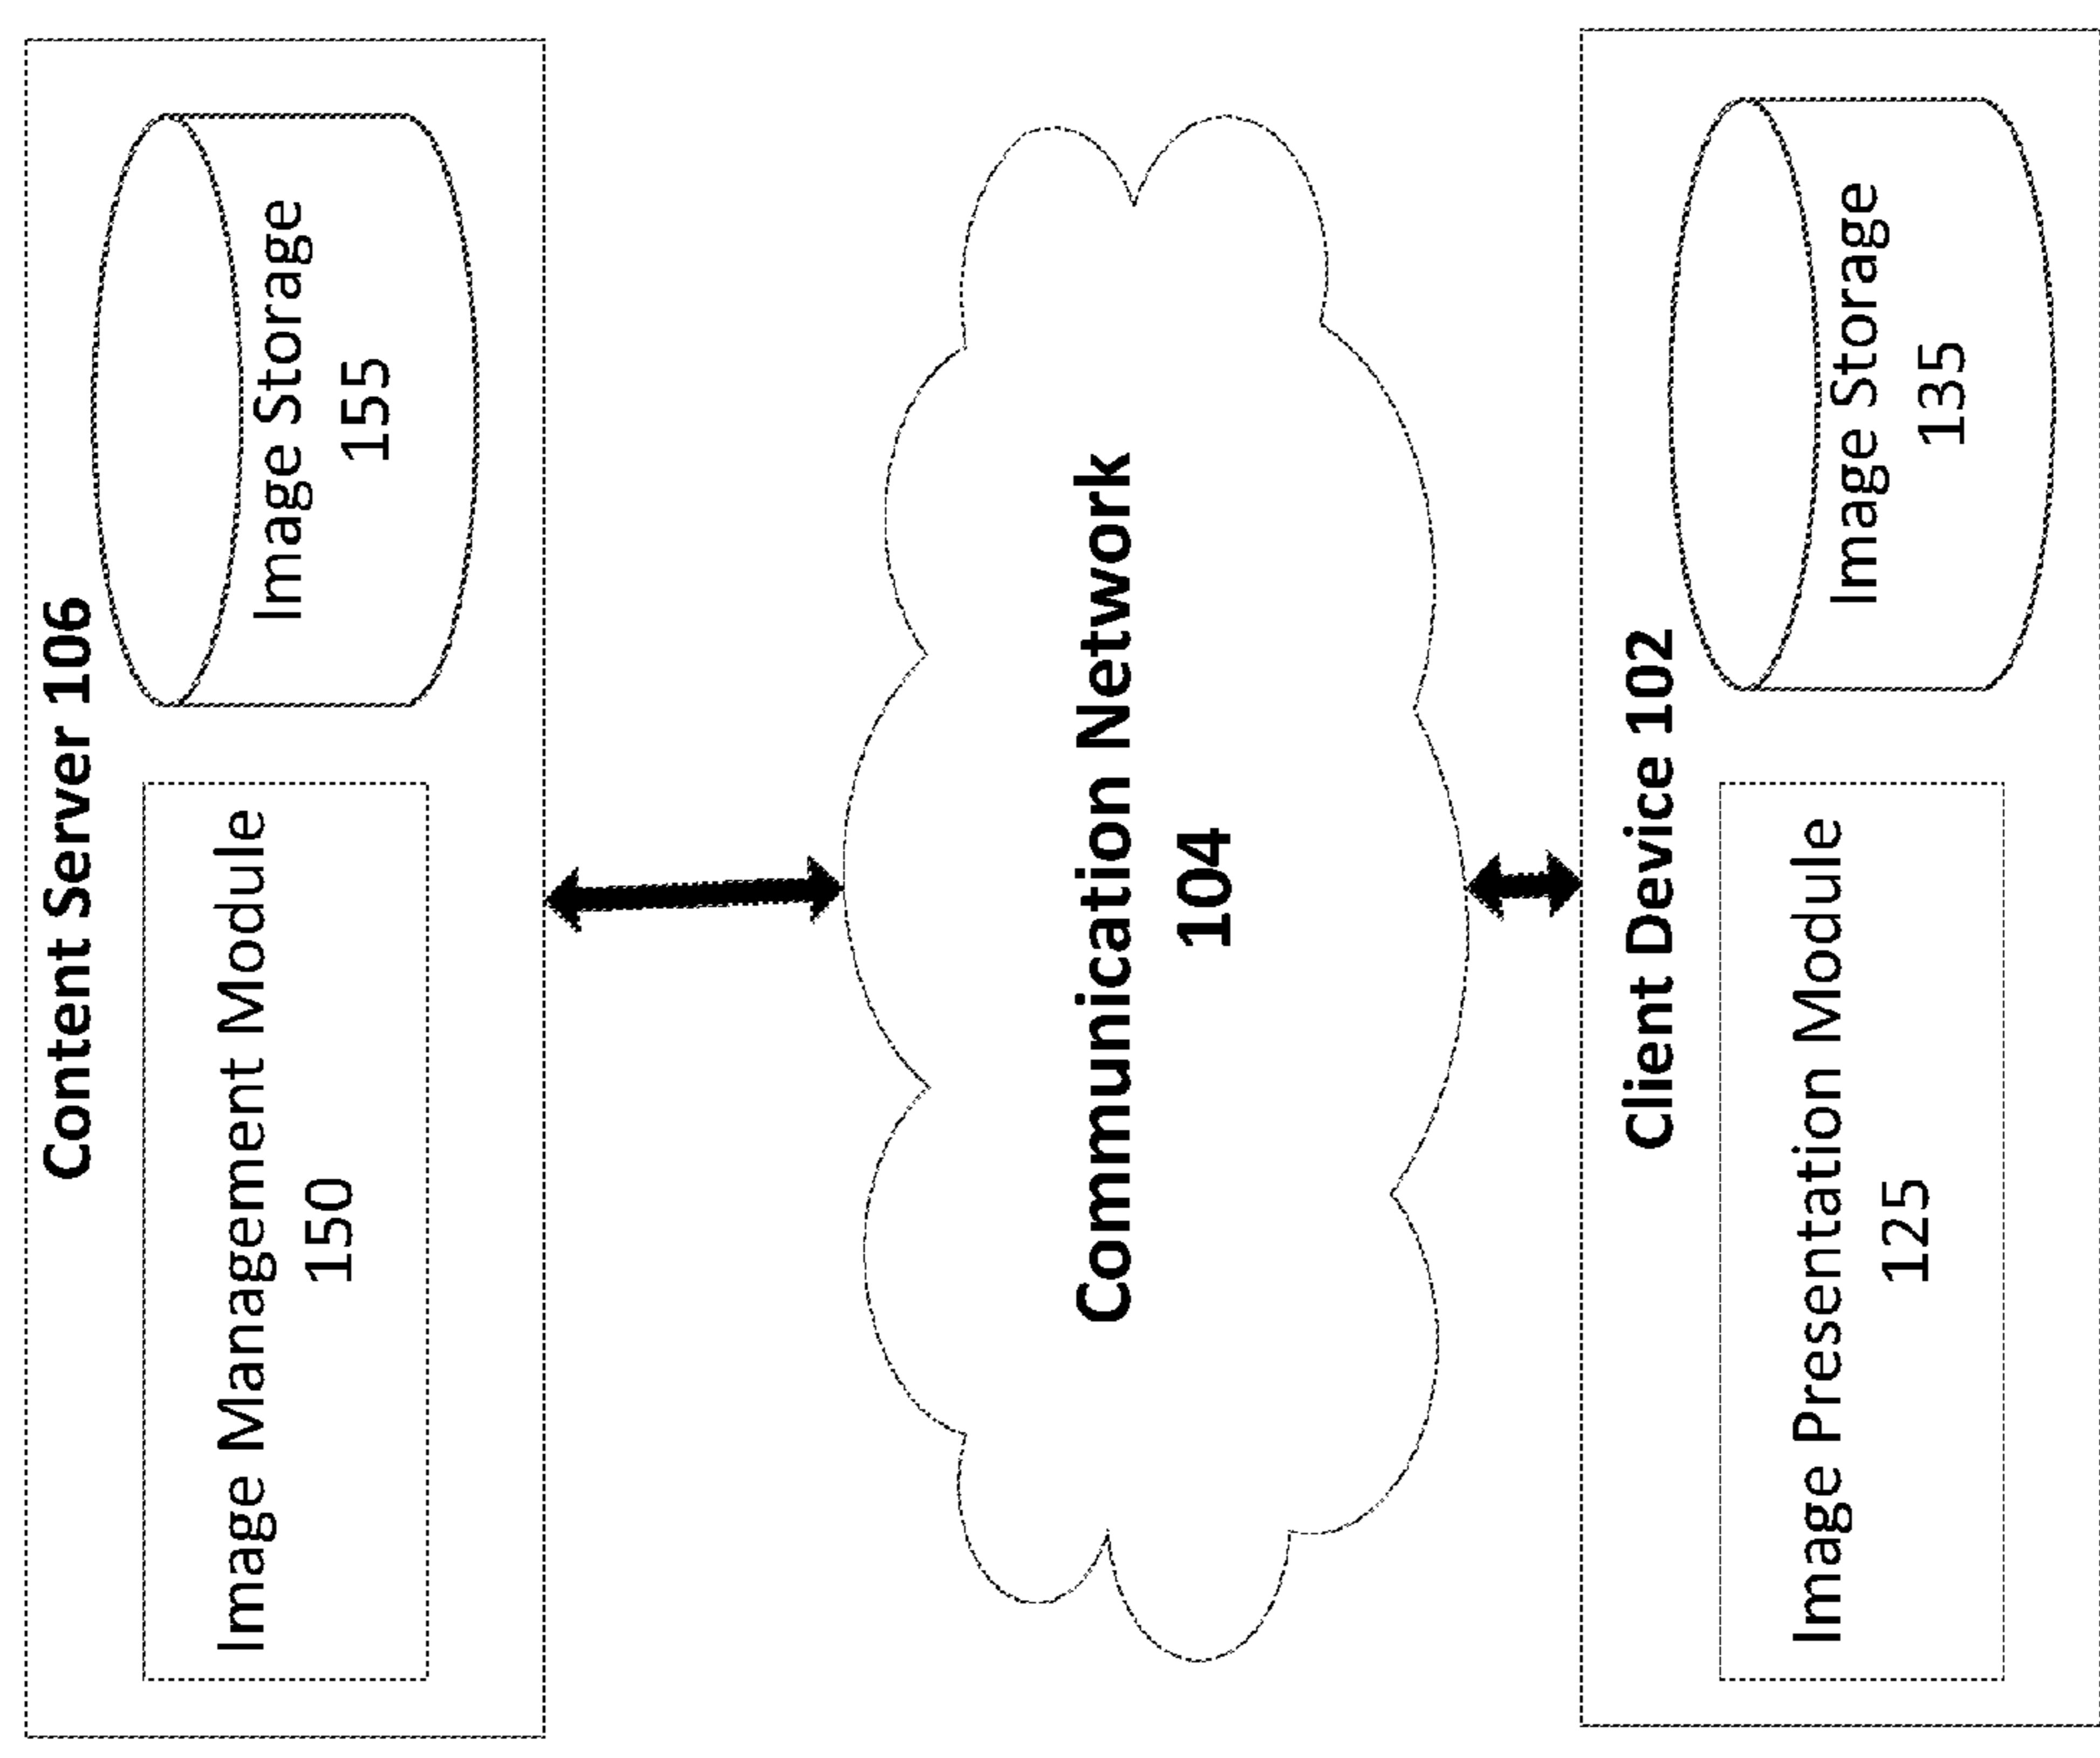 Content Server 106
Image Management Module
150
Image Storage
155
Communication Network
104
Client Device 102
Image Presentation Module
125
Image Storage
135